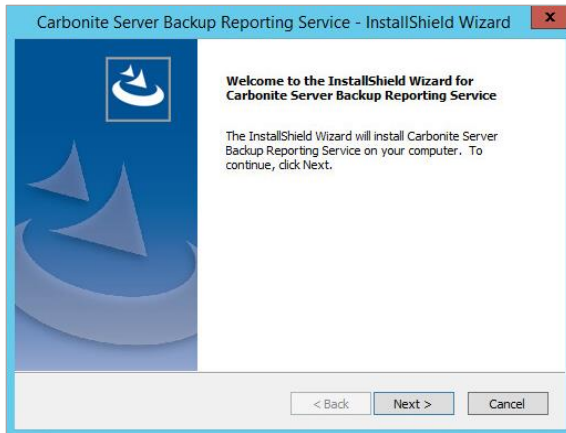 Carbonite Server Backup Reporting Service - InstallShield Wizard
x
Welcome to the InstallShield Wizard for
Carbonite Server Backup Reporting Service
The InstallShield Wizard will install Carbonite Server
Backup Reporting Service on your computer. To
continue, click Next.
< Back Next > Cancel